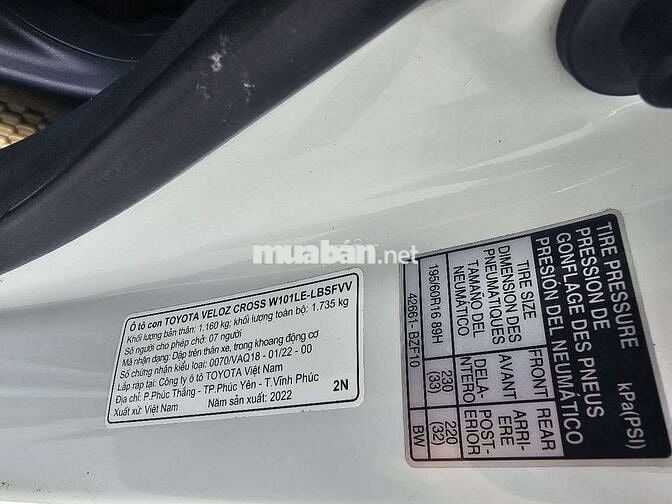 muaban.net
Ô tô con TOYOTA VELOZ CROSS W101LE-LBSFVV
Khối lượng bản thân: 1.160 kg; khối lượng toàn bộ: 1.735 kg
Số người cho phép chở: 07 người
Mã nhận dạng: Dập trên thân xe, trong khoang động cơ
Số chứng nhận kiểu loại: 0070/VAQ18 - 01/22 - 00
Lắp ráp tại: Công ty ô tô TOYOTA Việt Nam
Địa chỉ: P.Phúc Thắng - TP.Phúc Yên - T.Vĩnh Phúc
Xuất xứ: Việt Nam Năm sản xuất: 2022 2N
TIRE PRESSURE kPa(PSI)
PRESSION DE
GONFLAGE DES PNEUS
PRESIÓN DEL NEUMÁTICO
TIRE SIZE FRONT REAR
DIMENSION DES AVANT ARRI-
PNEUMATIQUES ERE
TAMAÑO DEL DELA- POST-
NEUMÁTICO NTERO ERIOR
195/60R16 89H 230 220
(33) (32)
42661- BZF10 BW